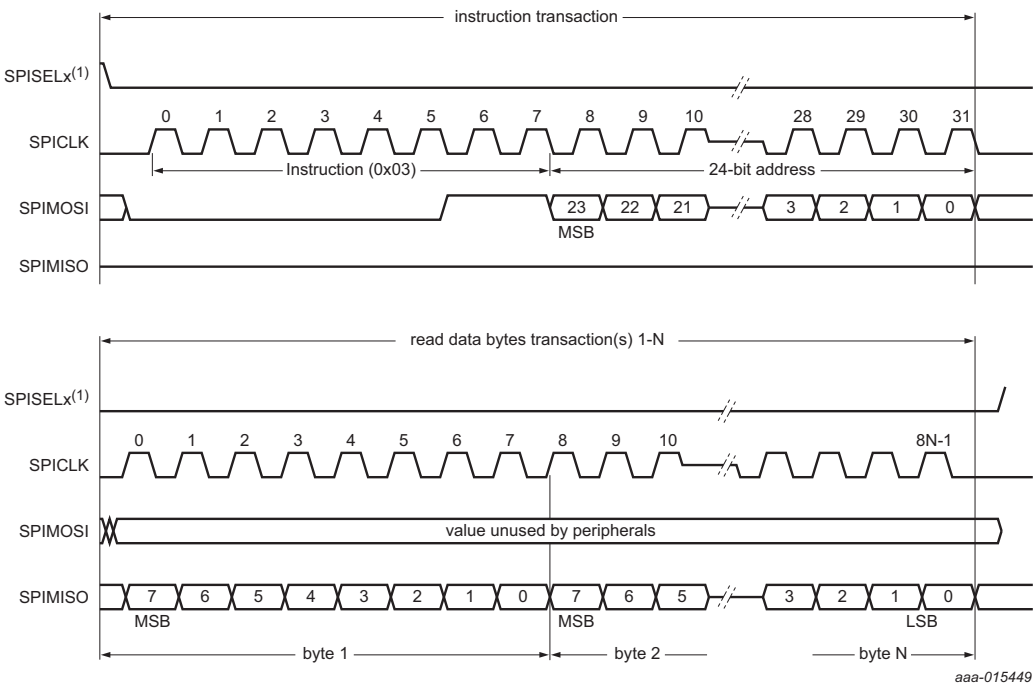 instruction transaction
SPISELx(1)
0 1 2 3 4 5 6 7 8 9 10 28 29 30 31
SPICLK
Instruction (0x03) 24-bit address
SPIMOSI 23 22 21 3 2 1 0
MSB
SPIMISO
read data bytes transaction(s) 1-N
SPISELx(1)
0 1 2 3 4 5 6 7 8 9 10 8N-1
SPICLK
SPIMOSI value unused by peripherals
SPIMISO 7 6 5 4 3 2 1 0 7 6 5 3 2 1 0
MSB MSB LSB
byte 1 byte 2 byte N
aaa-015449